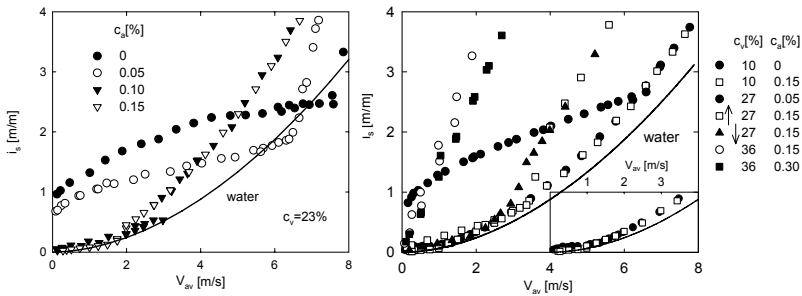 c_a[%]
0
0.05
0.10
0.15
i_s [m/m]
4
3
2
1
0
water
c_v=23%
0 2 4 6 8
V_av [m/s]
I_s [m/m]
4
3
2
1
0
water
V_av [m/s]
1 2 3
0 2 4 6 8
V_av [m/s]
c_v[%] c_a[%]
10 0
10 0.15
27 0.05
27 0.15
27 0.15
36 0.15
36 0.30